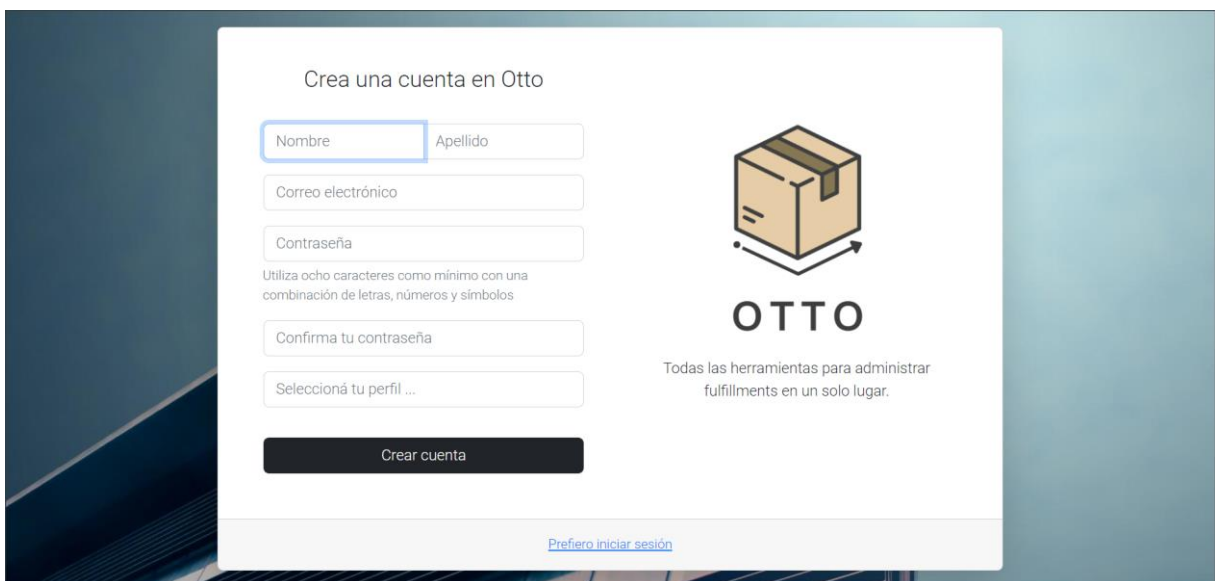 Crea una cuenta en Otto
Nombre
Apellido
Correo electrónico
Contraseña
Utiliza ocho caracteres como mínimo con una
combinación de letras, números y símbolos
Confirma tu contraseña
Seleccioná tu perfil ...
Crear cuenta
OTTO
Todas las herramientas para administrar
fulfillments en un solo lugar.
Prefiero iniciar sesión